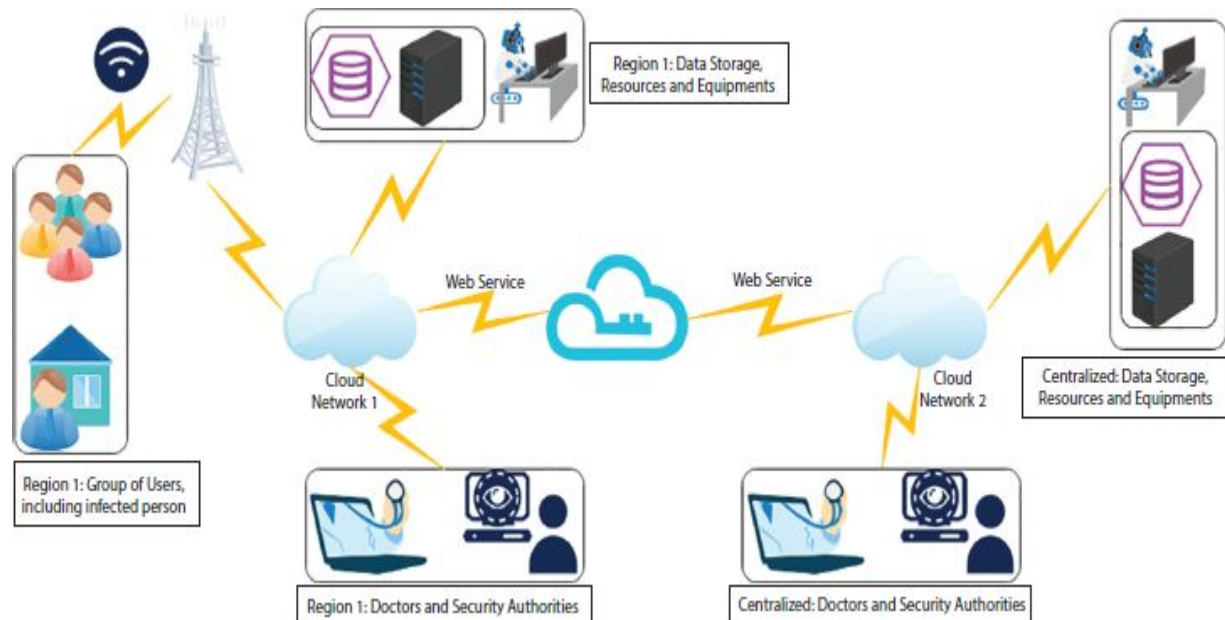 Region 1: Data Storage,
Resources and Equipments
Web Service
Web Service
Cloud
Network 1
Cloud
Network 2
Centralized: Data Storage,
Resources and Equipments
Region 1: Group of Users,
including infected person
Region 1: Doctors and Security Authorities
Centralized: Doctors and Security Authorities